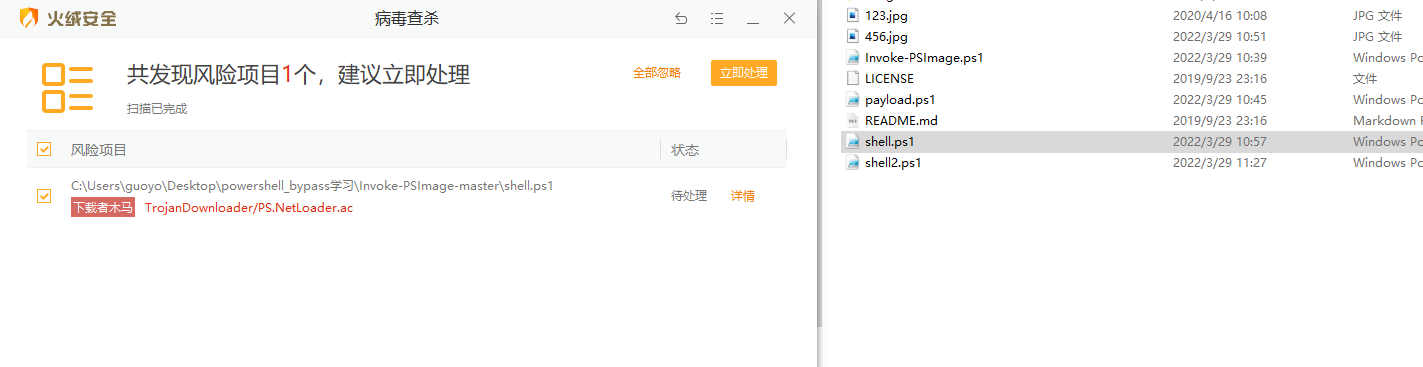 火绒安全
病毒查杀
共发现风险项目1个，建议立即处理
全部忽略
立即处理
扫描已完成
风险项目
状态
C:\Users\guoyo\Desktop\powershell_bypass学习\Invoke-PSImage-master\shell.ps1
待处理
详情
下载者木马 TrojanDownloader/PS.NetLoader.ac
123.jpg 2020/4/16 10:08 JPG 文件
456.jpg 2022/3/29 10:51 JPG 文件
Invoke-PSImage.ps1 2022/3/29 10:39 Windows Po
LICENSE 2019/9/23 23:16 文件
payload.ps1 2022/3/29 10:45 Windows Po
README.md 2019/9/23 23:16 Markdown F
shell.ps1 2022/3/29 10:57 Windows Po
shell2.ps1 2022/3/29 11:27 Windows Po